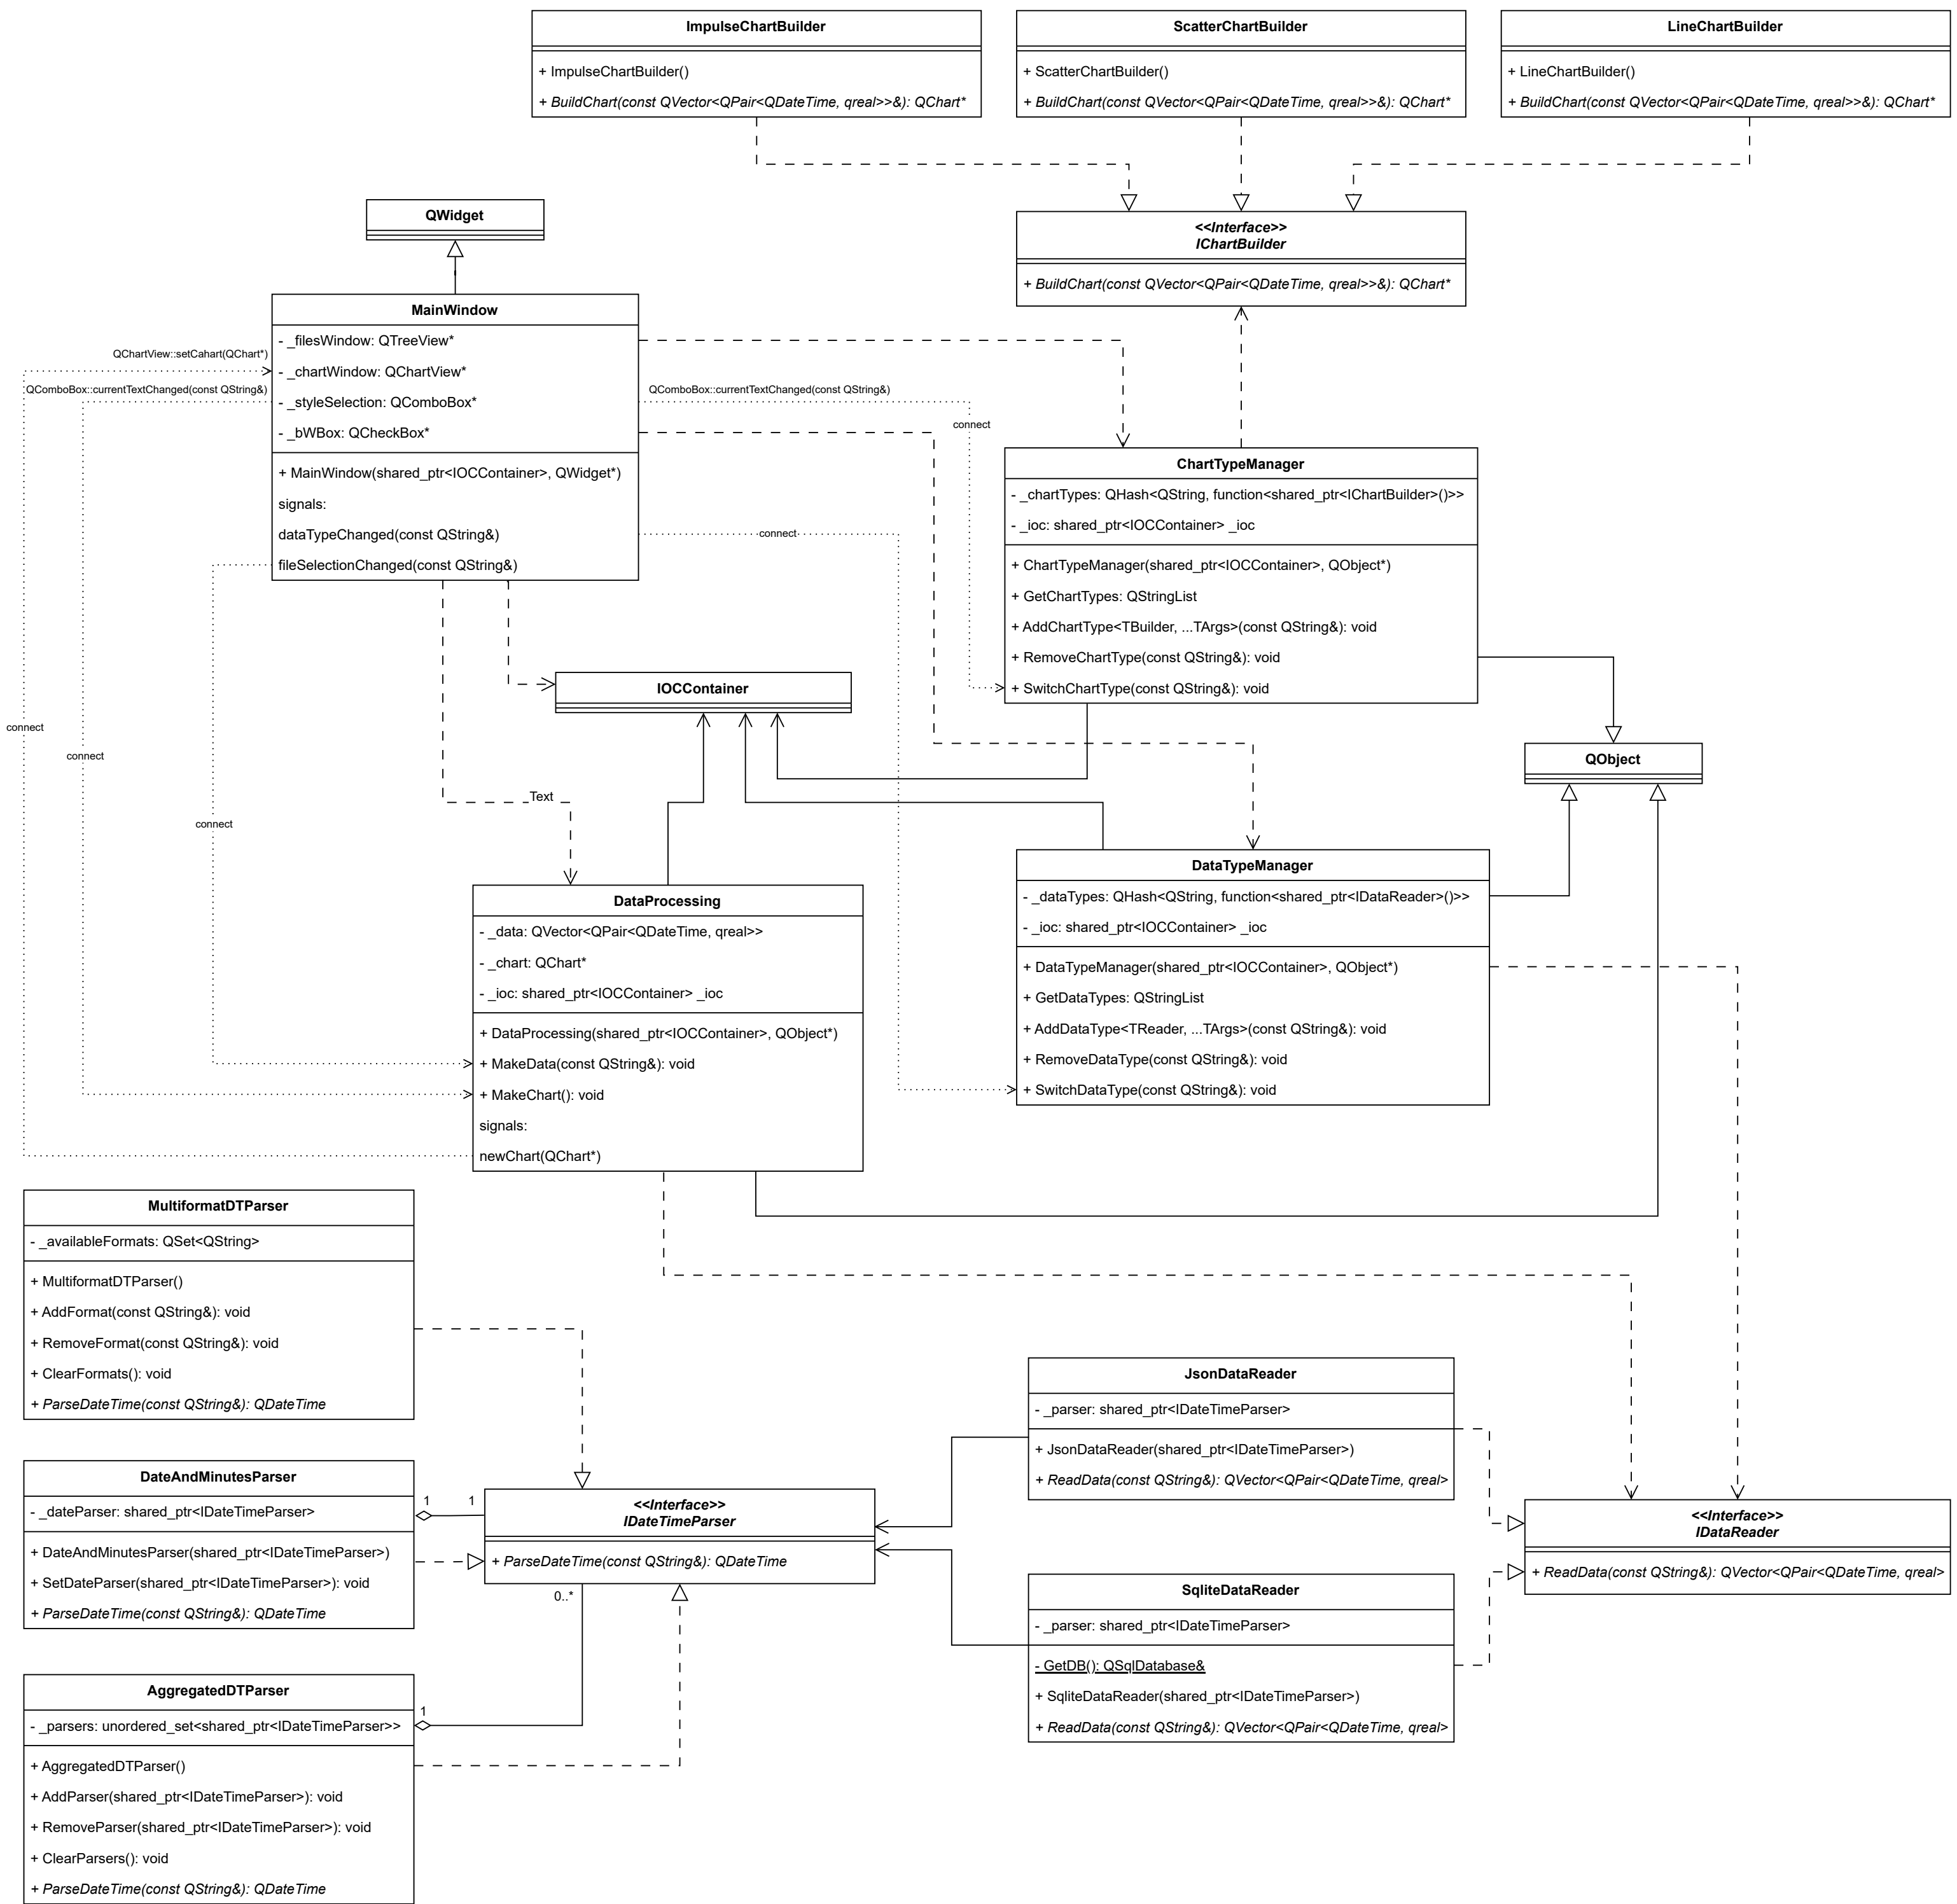 ImpulseChartBuilder
+ ImpulseChartBuilder()
+ BuildChart(const QVector<QPair<QDateTime, qreal>>&): QChart*
ScatterChartBuilder
+ ScatterChartBuilder()
+ BuildChart(const QVector<QPair<QDateTime, qreal>>&): QChart*
LineChartBuilder
+ LineChartBuilder()
+ BuildChart(const QVector<QPair<QDateTime, qreal>>&): QChart*
QWidget
<<Interface>>
IChartBuilder
+ BuildChart(const QVector<QPair<QDateTime, qreal>>&): QChart*
MainWindow
- _filesWindow: QTreeView*
- _chartWindow: QChartView*
- _styleSelection: QComboBox*
- _bWBox: QCheckBox*
+ MainWindow(shared_ptr<IOCContainer>, QWidget*)
signals:
dataTypeChanged(const QString&)
fileSelectionChanged(const QString&)
QChartView::setCahart(QChart*)
QComboBox::currentTextChanged(const QString&)
QComboBox::currentTextChanged(const QString&)
connect
connect
connect
connect
connect
ChartTypeManager
- _chartTypes: QHash<QString, function<shared_ptr<IChartBuilder>()>>
- _ioc: shared_ptr<IOCContainer> _ioc
+ ChartTypeManager(shared_ptr<IOCContainer>, QObject*)
+ GetChartTypes: QStringList
+ AddChartType<TBuilder, ...TArgs>(const QString&): void
+ RemoveChartType(const QString&): void
+ SwitchChartType(const QString&): void
IOCContainer
QObject
Text
DataProcessing
- _data: QVector<QPair<QDateTime, qreal>>
- _chart: QChart*
- _ioc: shared_ptr<IOCContainer> _ioc
+ DataProcessing(shared_ptr<IOCContainer>, QObject*)
+ MakeData(const QString&): void
+ MakeChart(): void
signals:
newChart(QChart*)
DataTypeManager
- _dataTypes: QHash<QString, function<shared_ptr<IDataReader>()>>
- _ioc: shared_ptr<IOCContainer> _ioc
+ DataTypeManager(shared_ptr<IOCContainer>, QObject*)
+ GetDataTypes: QStringList
+ AddDataType<TReader, ...TArgs>(const QString&): void
+ RemoveDataType(const QString&): void
+ SwitchDataType(const QString&): void
MultiformatDTParser
- _availableFormats: QSet<QString>
+ MultiformatDTParser()
+ AddFormat(const QString&): void
+ RemoveFormat(const QString&): void
+ ClearFormats(): void
+ ParseDateTime(const QString&): QDateTime
DateAndMinutesParser
- _dateParser: shared_ptr<IDateTimeParser>
+ DateAndMinutesParser(shared_ptr<IDateTimeParser>)
+ SetDateParser(shared_ptr<IDateTimeParser>): void
+ ParseDateTime(const QString&): QDateTime
1
1
<<Interface>>
IDateTimeParser
+ ParseDateTime(const QString&): QDateTime
0..*
JsonDataReader
- _parser: shared_ptr<IDateTimeParser>
+ JsonDataReader(shared_ptr<IDateTimeParser>)
+ ReadData(const QString&): QVector<QPair<QDateTime, qreal>
<<Interface>>
IDataReader
+ ReadData(const QString&): QVector<QPair<QDateTime, qreal>
SqliteDataReader
- _parser: shared_ptr<IDateTimeParser>
- GetDB(): QSqlDatabase&
+ SqliteDataReader(shared_ptr<IDateTimeParser>)
+ ReadData(const QString&): QVector<QPair<QDateTime, qreal>
AggregatedDTParser
- _parsers: unordered_set<shared_ptr<IDateTimeParser>>
+ AggregatedDTParser()
+ AddParser(shared_ptr<IDateTimeParser>): void
+ RemoveParser(shared_ptr<IDateTimeParser>): void
+ ClearParsers(): void
+ ParseDateTime(const QString&): QDateTime
1